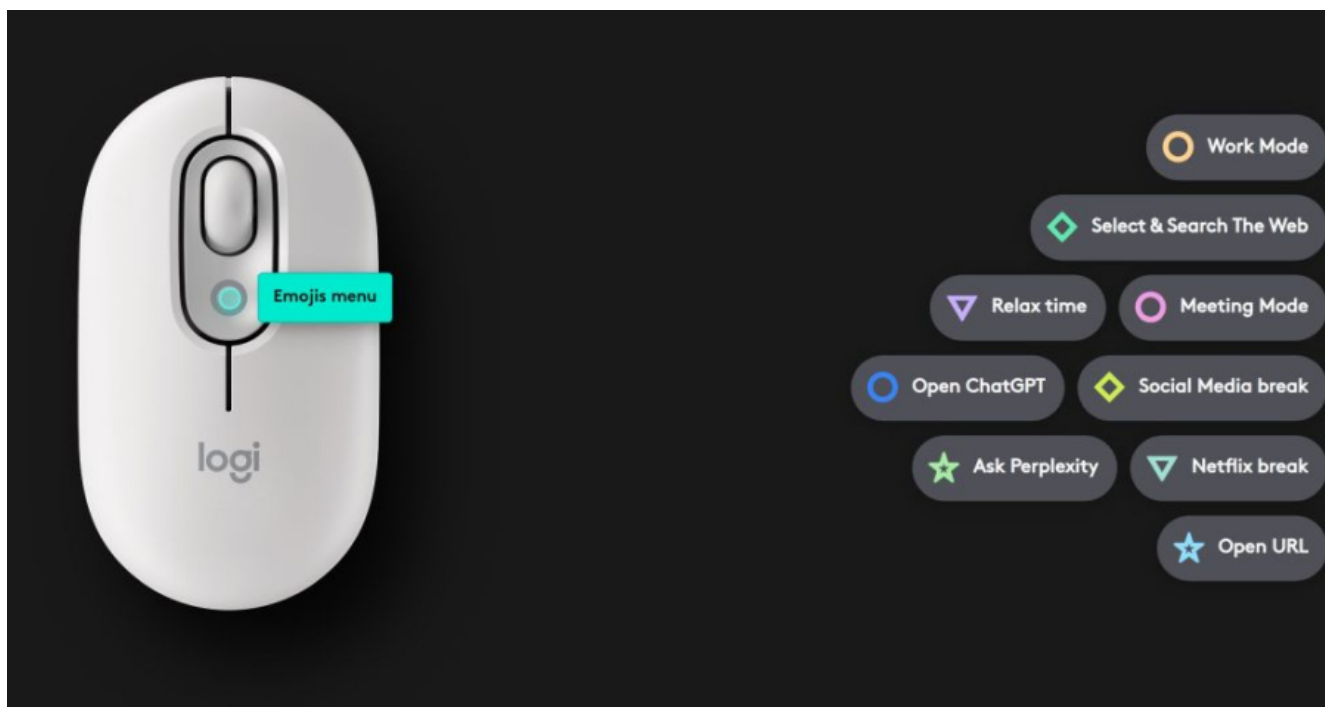 Work Mode
Select & Search The Web
Emojis menu
Relax time
Meeting Mode
Open ChatGPT
Social Media break
logi
Ask Perplexity
Netflix break
Open URL